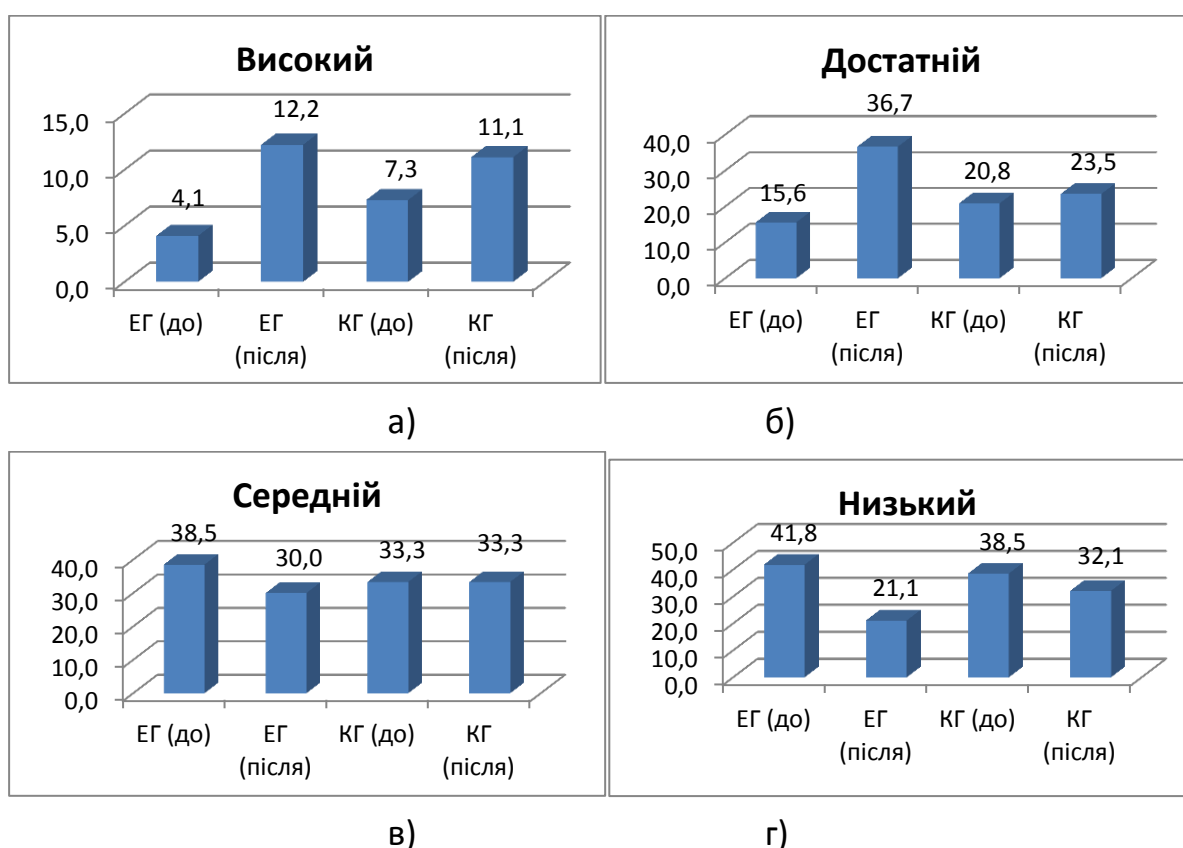 Високий
15,0
10,0
5,0
0,0
4,1
12,2
7,3
11,1
ЕГ (до)
ЕГ (після)
КГ (до)
КГ (після)
а)
Достатній
40,0
30,0
20,0
10,0
0,0
15,6
36,7
20,8
23,5
ЕГ (до)
ЕГ (після)
КГ (до)
КГ (після)
б)
Середній
40,0
30,0
20,0
10,0
0,0
38,5
30,0
33,3
33,3
ЕГ (до)
ЕГ (після)
КГ (до)
КГ (після)
в)
Низький
50,0
40,0
30,0
20,0
10,0
0,0
41,8
21,1
38,5
32,1
ЕГ (до)
ЕГ (після)
КГ (до)
КГ (після)
г)